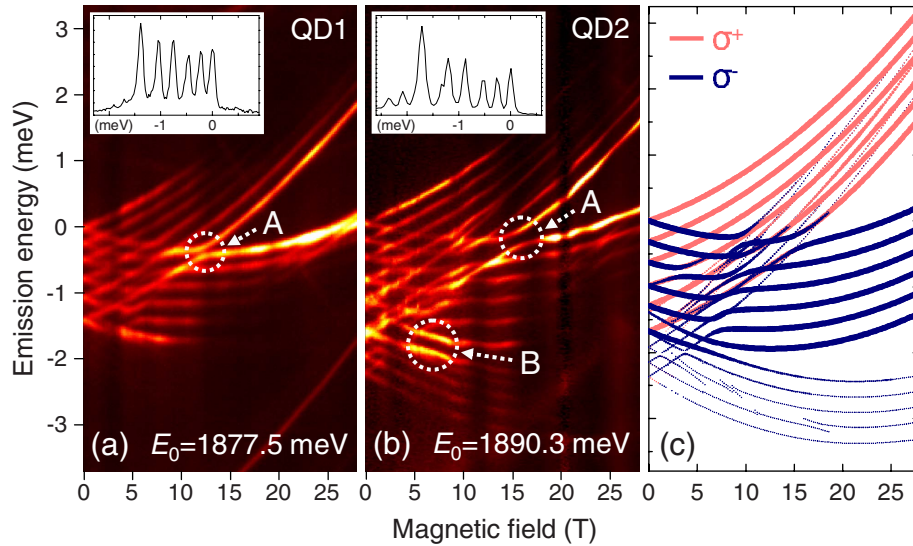 QD1
QD2
σ+
σ-
(meV) -1 0
(meV) -1 0
A
A
B
3
2
1
0
-1
-2
-3
Emission energy (meV)
(a) E0=1877.5 meV
(b) E0=1890.3 meV
(c)
0 5 10 15 20 25
0 5 10 15 20 25
0 5 10 15 20 25
Magnetic field (T)